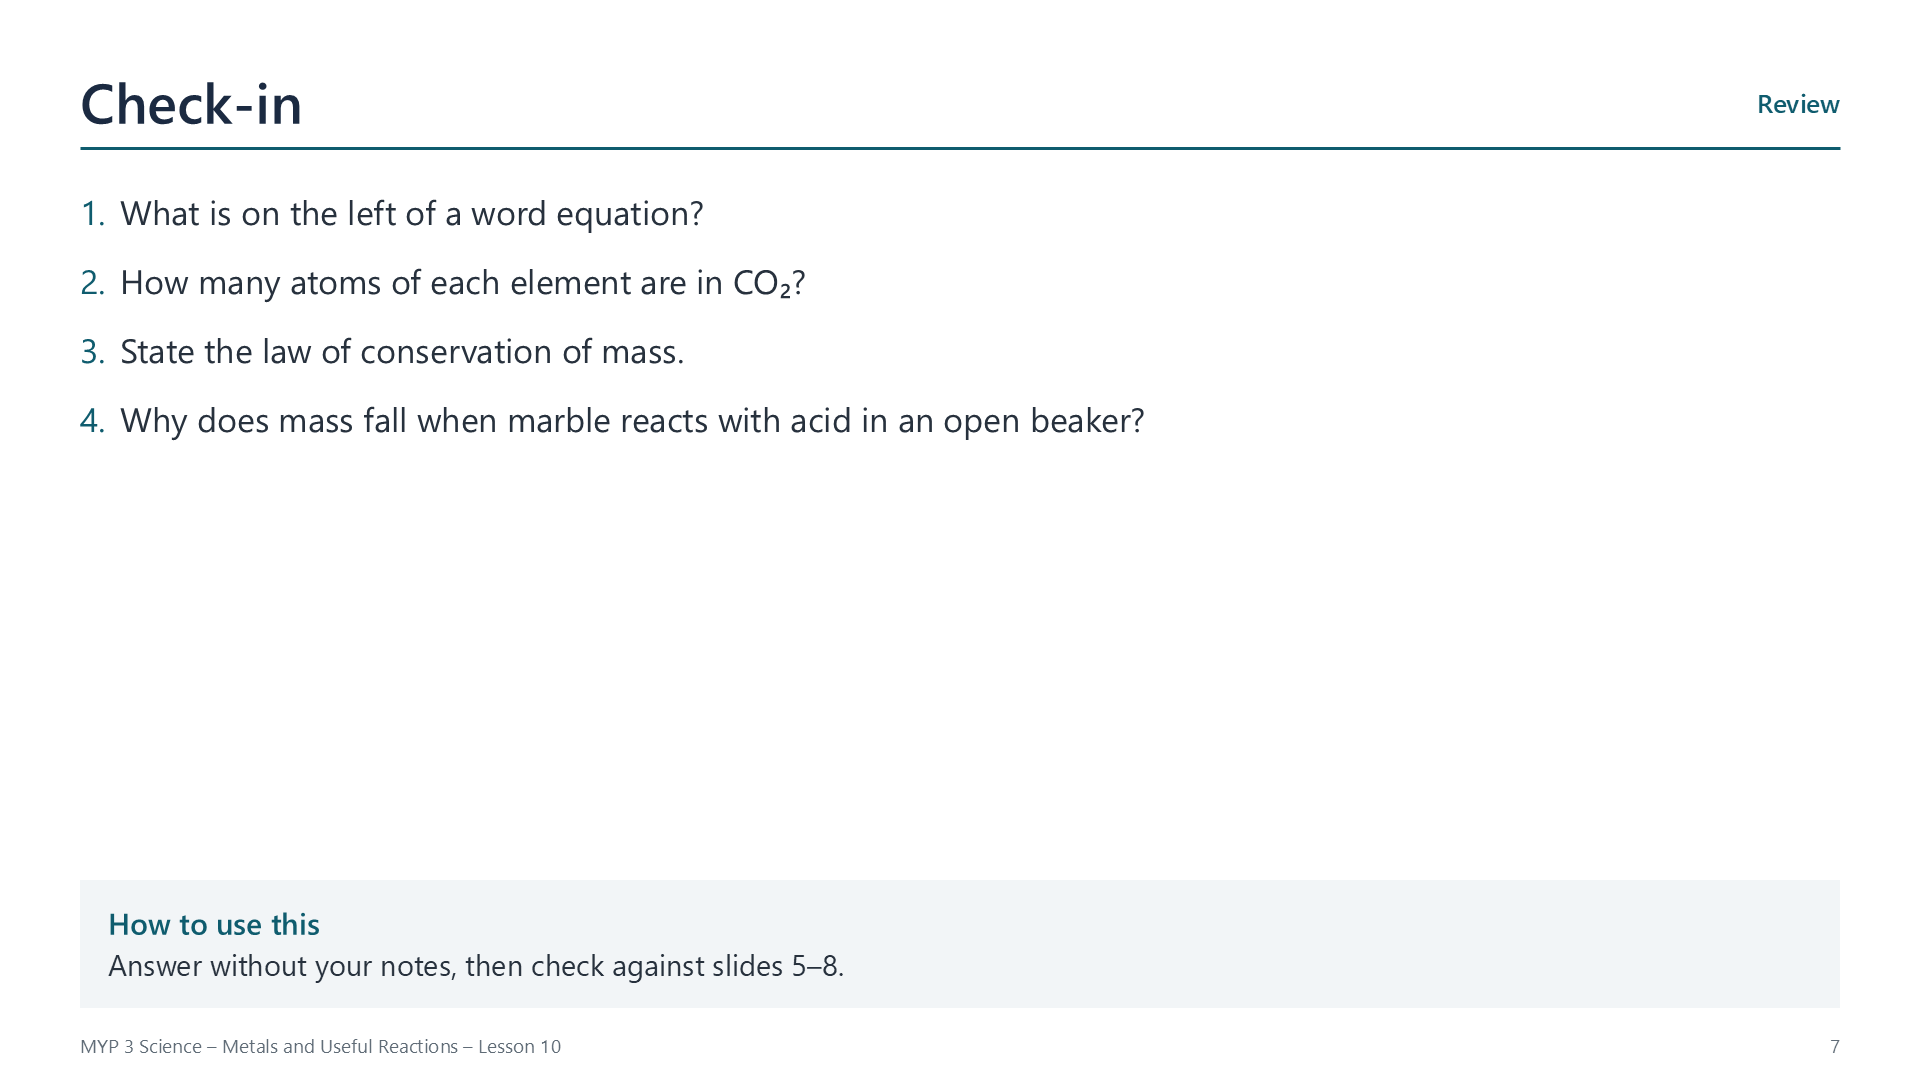 Check-in
Review
1. What is on the left of a word equation?
2. How many atoms of each element are in CO₂?
3. State the law of conservation of mass.
4. Why does mass fall when marble reacts with acid in an open beaker?
How to use this
Answer without your notes, then check against slides 5–8.
MYP 3 Science – Metals and Useful Reactions – Lesson 10
7